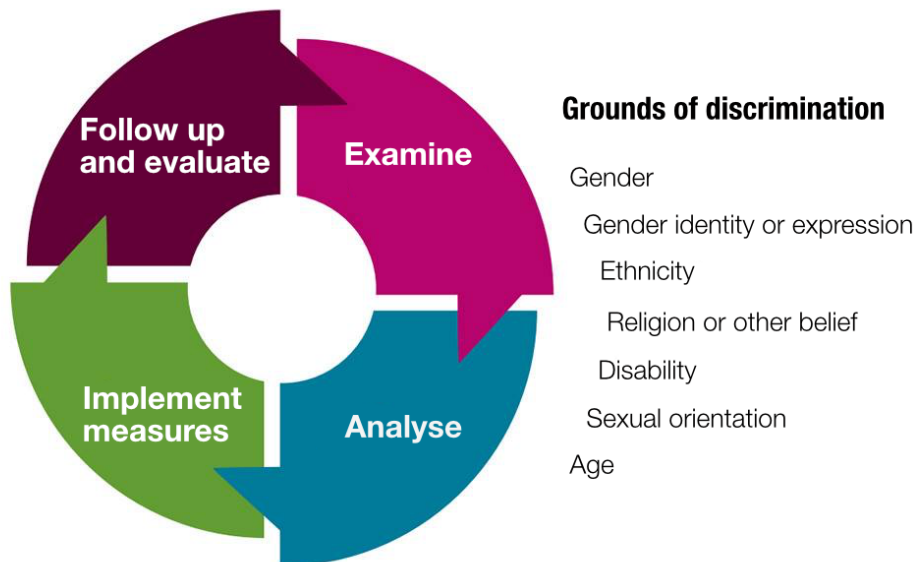 Follow up
and evaluate
Examine
Implement
measures
Analyse
Grounds of discrimination
Gender
Gender identity or expression
Ethnicity
Religion or other belief
Disability
Sexual orientation
Age